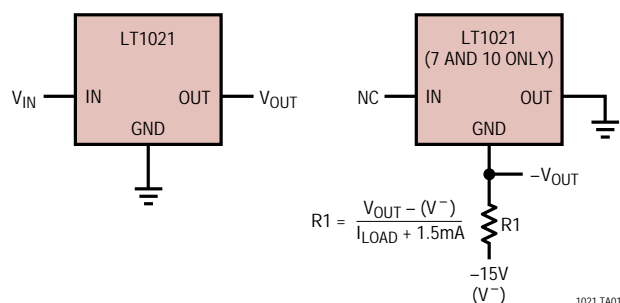 LT1021
V_IN IN OUT V_OUT
GND
LT1021
(7 AND 10 ONLY)
NC IN OUT
GND
–V_OUT
R1 = V_OUT – (V⁻)
I_LOAD + 1.5mA
R1
–15V
(V⁻)
1021 TA01